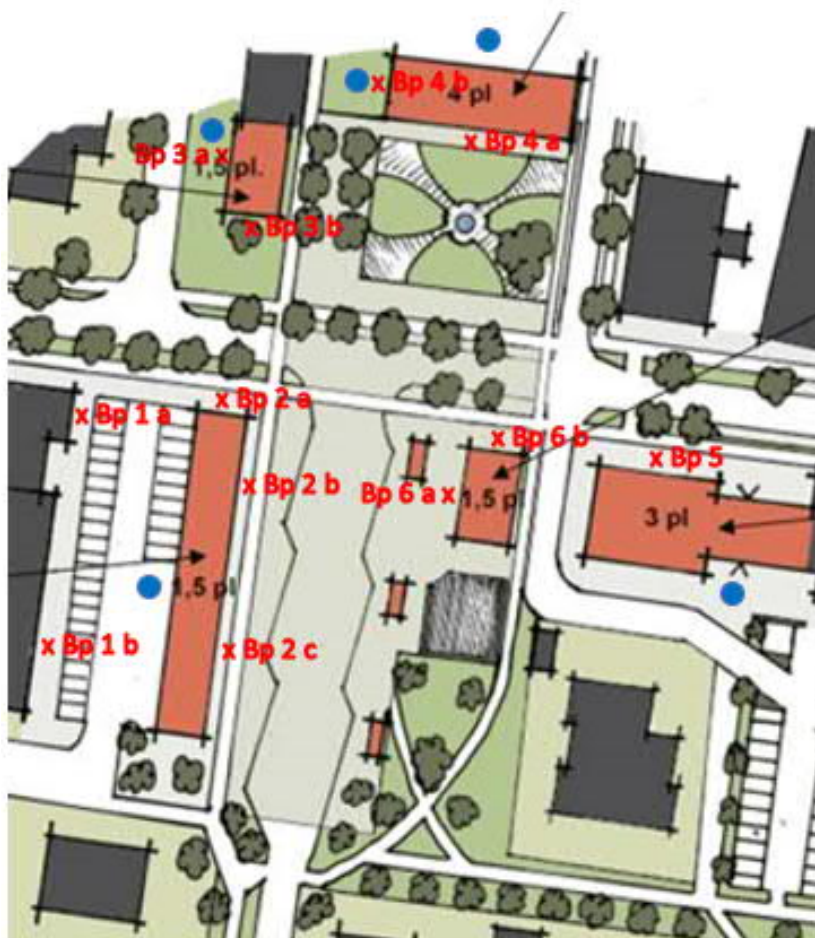 x Bp 4 b
4 pl
x Bp 4 a
Bp 3 a x
1,5 pl.
x Bp 3 b
x Bp 1 a
x Bp 2 a
x Bp 6 b
x Bp 5
x Bp 2 b
Bp 6 a x
1,5 pl
3 pl
1,5 pl
x Bp 1 b
x Bp 2 c